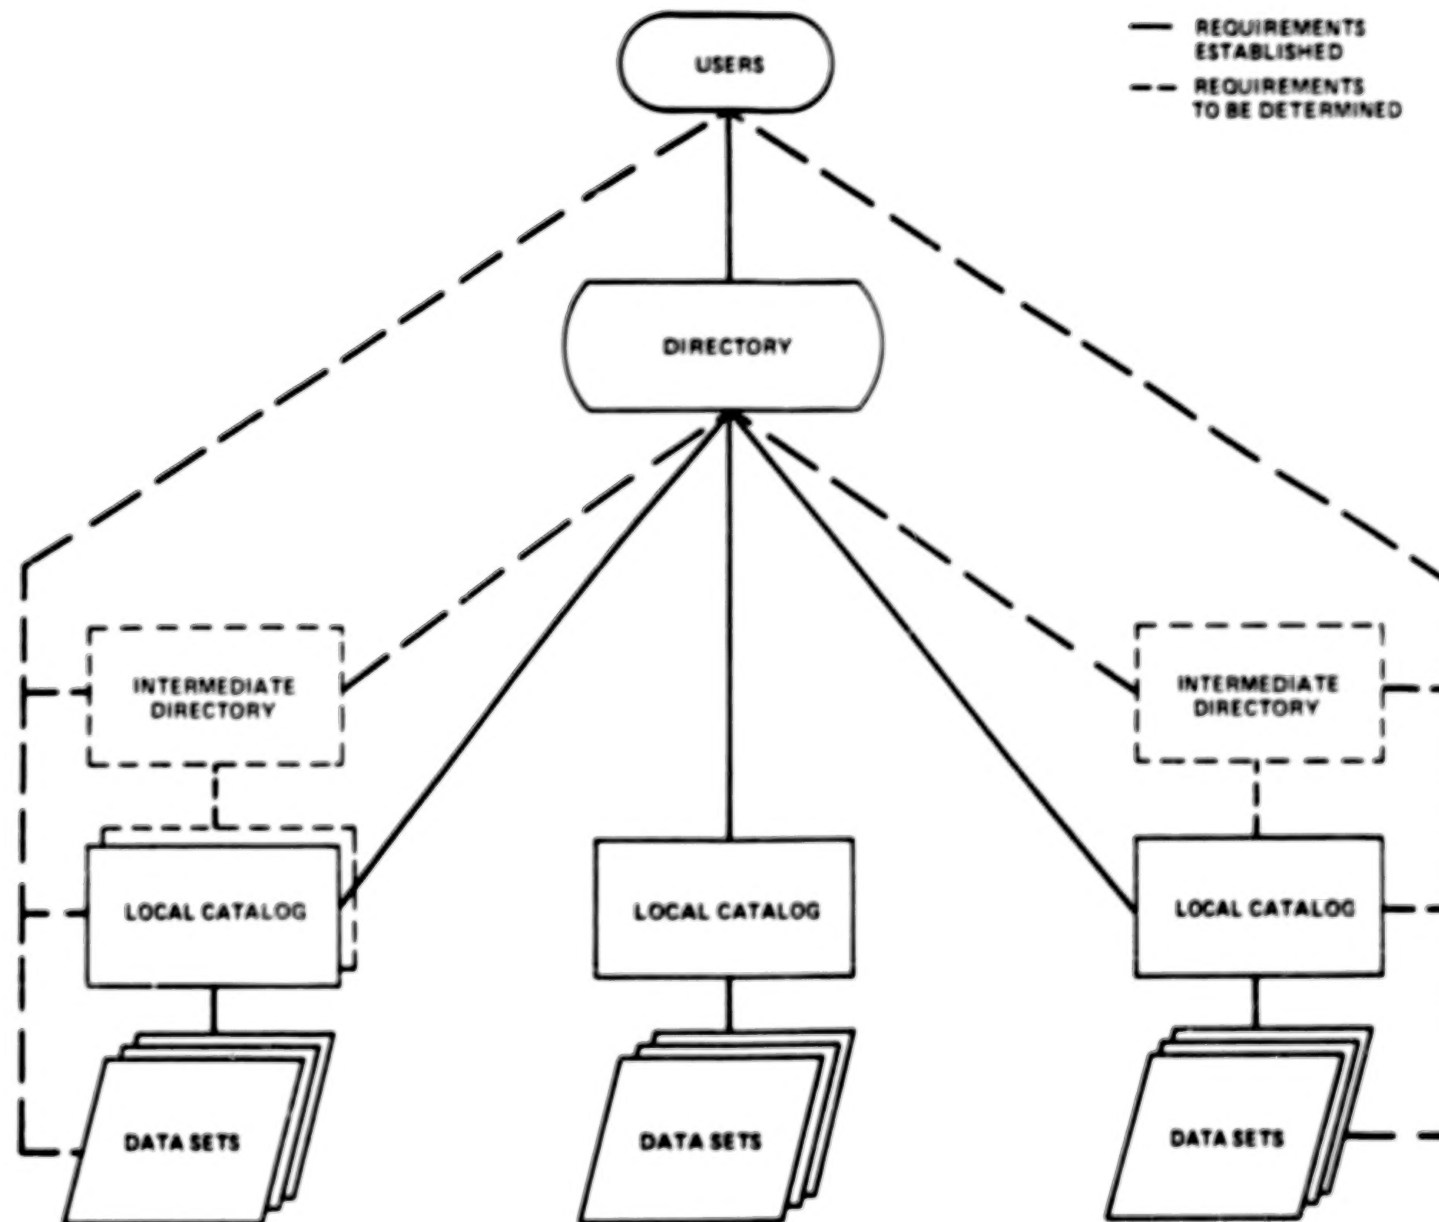 USERS
REQUIREMENTS
ESTABLISHED
REQUIREMENTS
TO BE DETERMINED
DIRECTORY
INTERMEDIATE
DIRECTORY
INTERMEDIATE
DIRECTORY
LOCAL CATALOG
LOCAL CATALOG
LOCAL CATALOG
DATA SETS
DATA SETS
DATA SETS